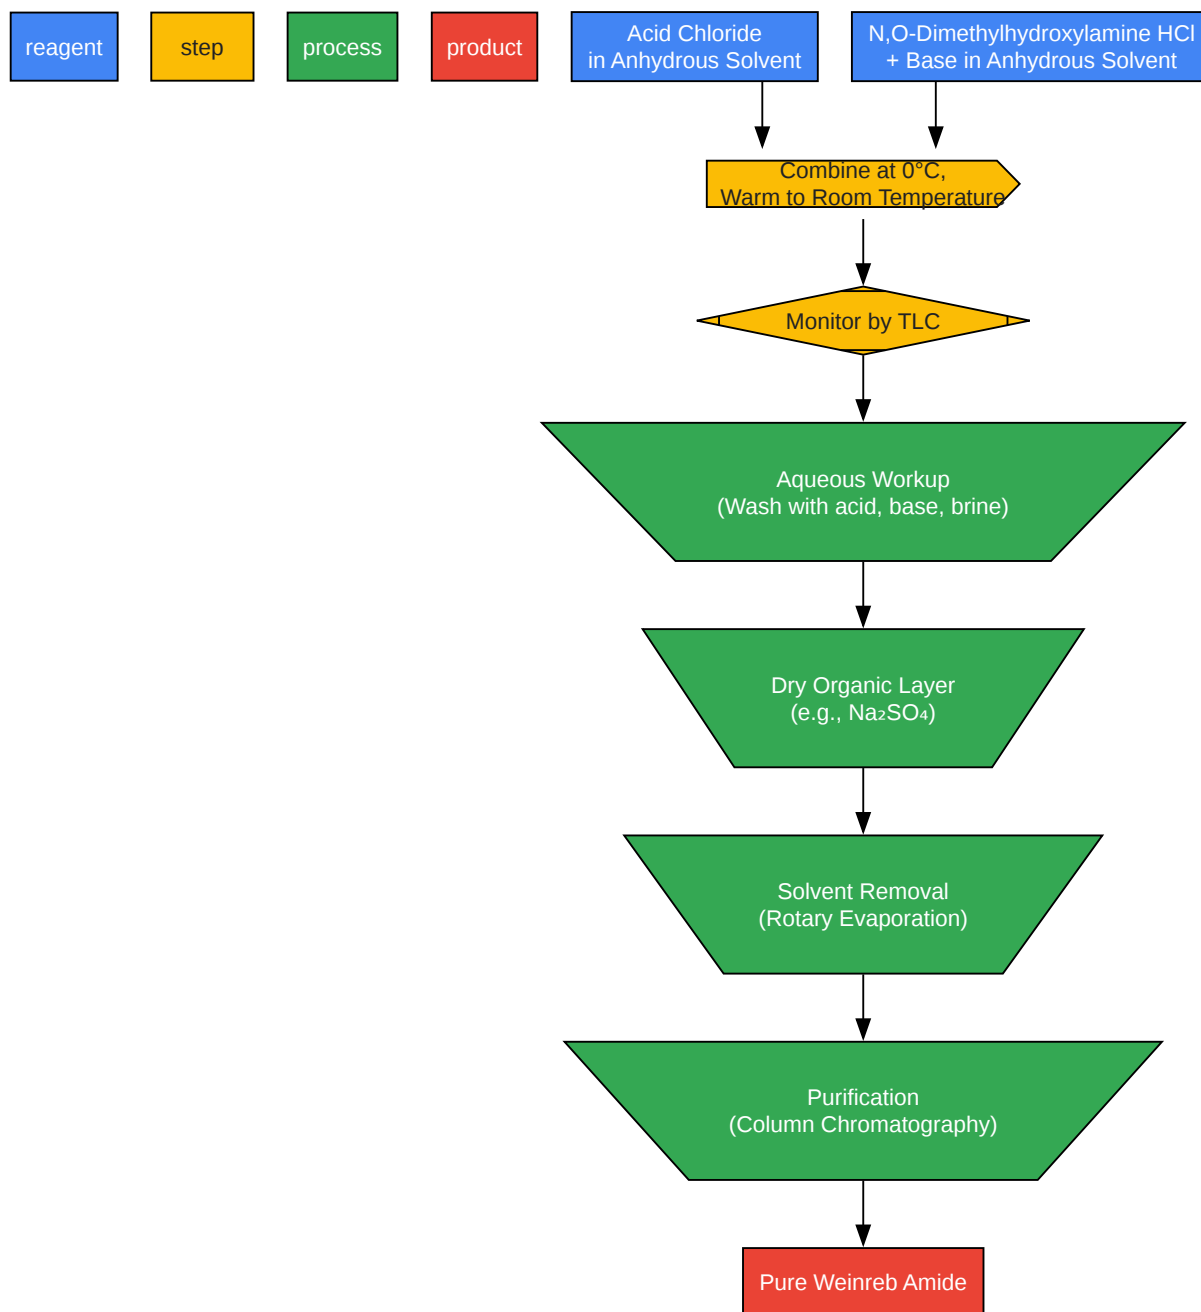 reagent
step
process
product
Acid Chloride
in Anhydrous Solvent
N,O-Dimethylhydroxylamine HCl
+ Base in Anhydrous Solvent
Combine at 0°C,
Warm to Room Temperature
Monitor by TLC
Aqueous Workup
(Wash with acid, base, brine)
Dry Organic Layer
(e.g., Na₂SO₄)
Solvent Removal
(Rotary Evaporation)
Purification
(Column Chromatography)
Pure Weinreb Amide